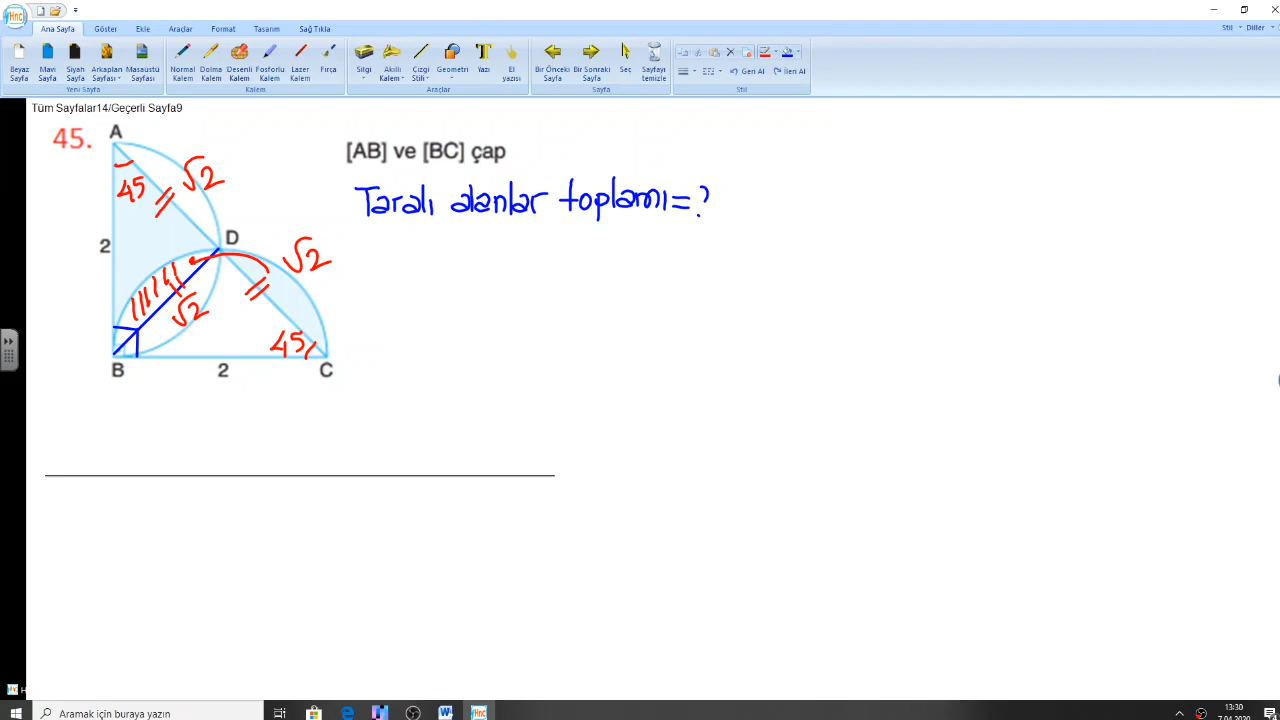 Stil Diller
Ana Sayfa Göster Ekle Araçlar Format Tasarım Sağ Tıkla
Beyaz Sayfa Mavi Sayfa Siyah Sayfa Arkaplan Sayfası Masaüstü Sayfası Normal Kalem Dolma Kalem Desenli Kalem Fosforlu Kalem Lazer Kalem Fırça Silgi Akıllı Kalem Çizgi Stili Geometri Yazı El yazısı Bir Önceki Sayfa Bir Sonraki Sayfa Seç Sayfayı temizle Geri Al İleri Al
Yeni Sayfa Kalem Araçlar Sayfa Stil
Tüm Sayfalar14/Geçerli Sayfa9
45. A
[AB] ve [BC] çap
45 √2
Taralı alanlar toplamı=?
2 D
√2
√2
45
B 2 C
Aramak için buraya yazın
13:30
7.04.2020